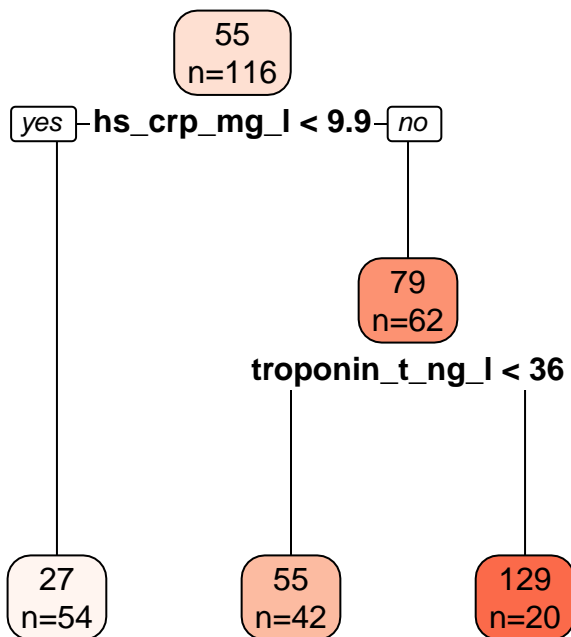 55
n=116
yes hs_crp_mg_l < 9.9 no
79
n=62
troponin_t_ng_l < 36
27
n=54
55
n=42
129
n=20